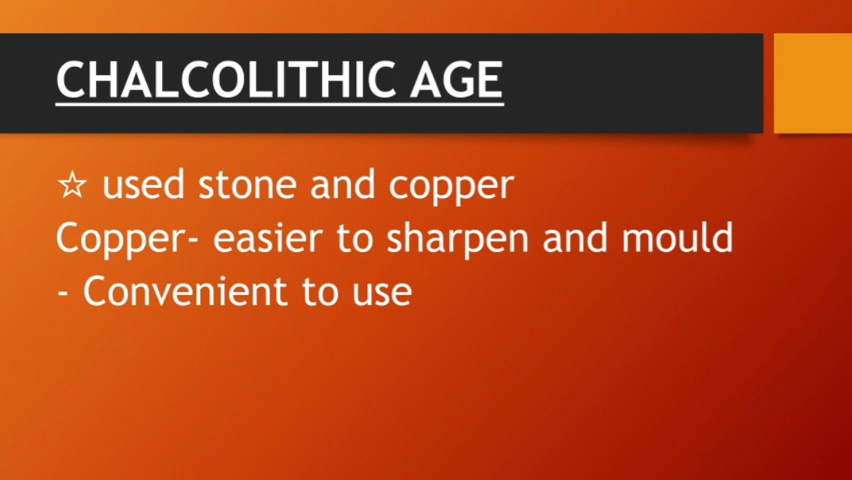 CHALCOLITHIC AGE
☆ used stone and copper
Copper- easier to sharpen and mould
- Convenient to use